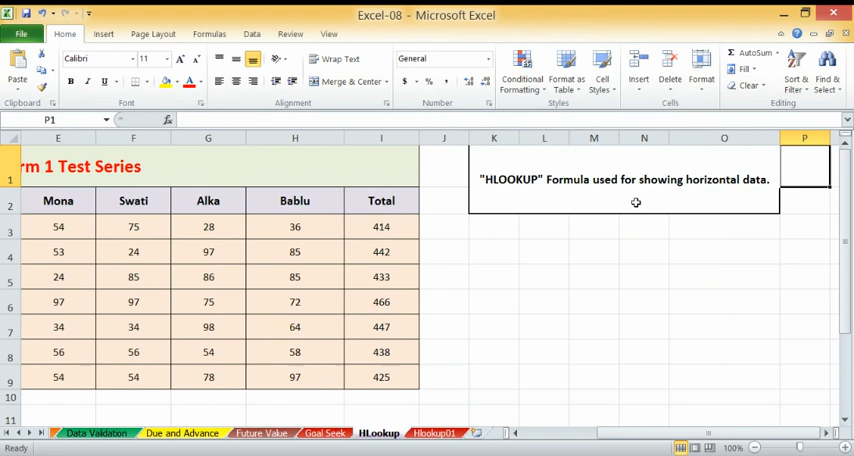 Excel-08 - Microsoft Excel
File Home Insert Page Layout Formulas Data Review View
Paste
Calibri 11 A A
B I U A
Wrap Text
Merge & Center
General
$ % ,
Conditional Formatting
Format as Table
Cell Styles
Insert Delete Format
Σ AutoSum
Fill
Clear
Sort & Filter
Find & Select
Clipboard Font Alignment Number Styles Cells Editing
P1 fx
E F G H I J K L M N O P
1 rm 1 Test Series
"HLOOKUP" Formula used for showing horizontal data.
2 Mona Swati Alka Bablu Total
3 54 75 28 36 414
4 53 24 97 85 442
5 24 85 86 85 433
6 97 97 75 72 466
7 34 34 98 64 447
8 56 56 54 58 438
9 54 54 78 97 425
10
11
Data Validation Due and Advance Future Value Goal Seek HLookup Hlookup01
Ready 100%